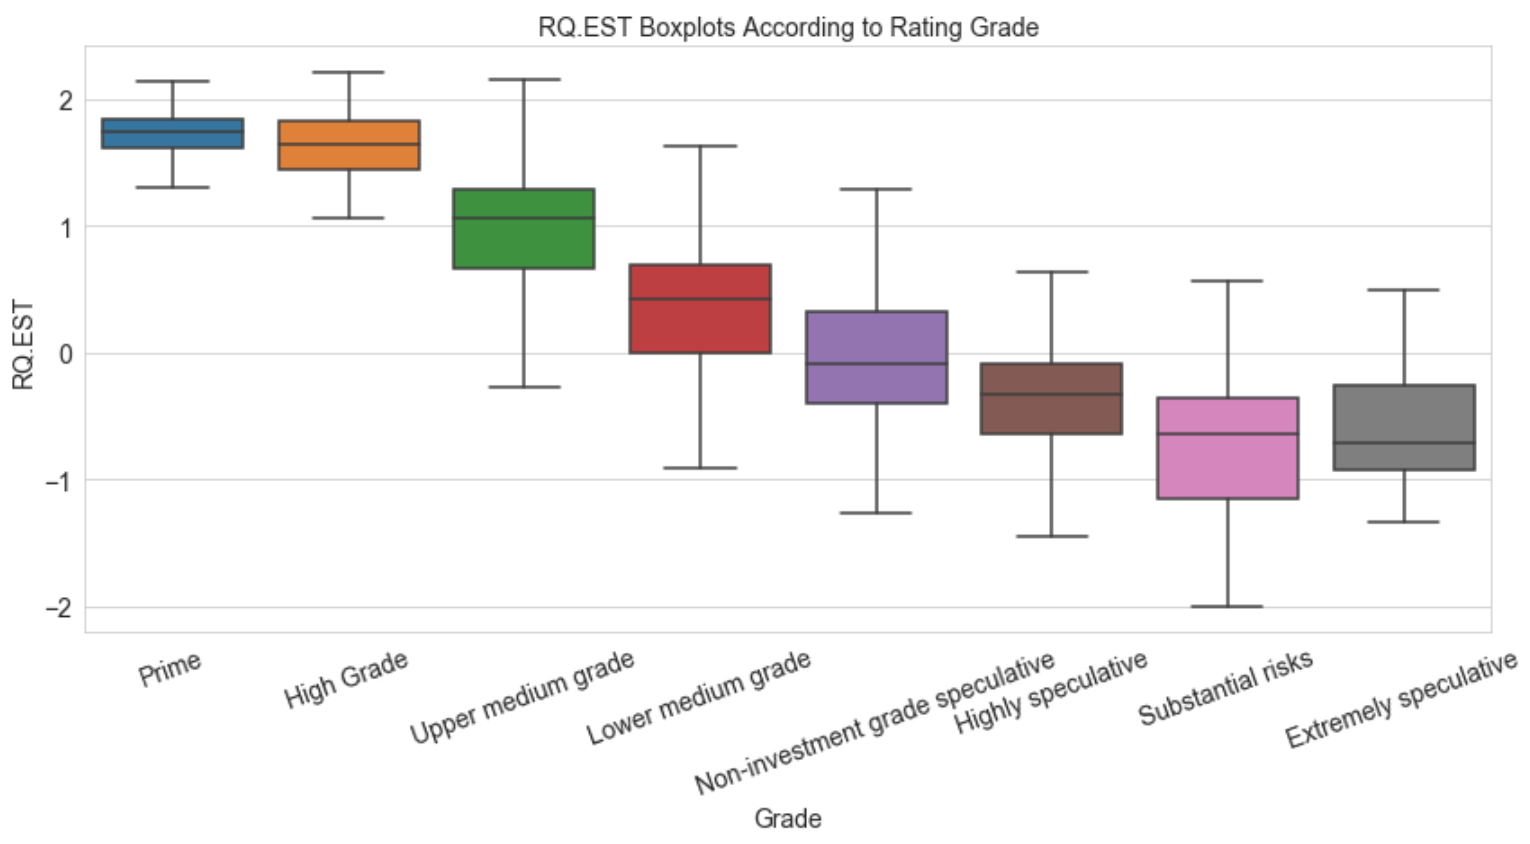 RQ.EST Boxplots According to Rating Grade
RQ.EST
2
1
0
−1
−2
Prime
High Grade
Upper medium grade
Lower medium grade
Non-investment grade speculative
Highly speculative
Substantial risks
Extremely speculative
Grade